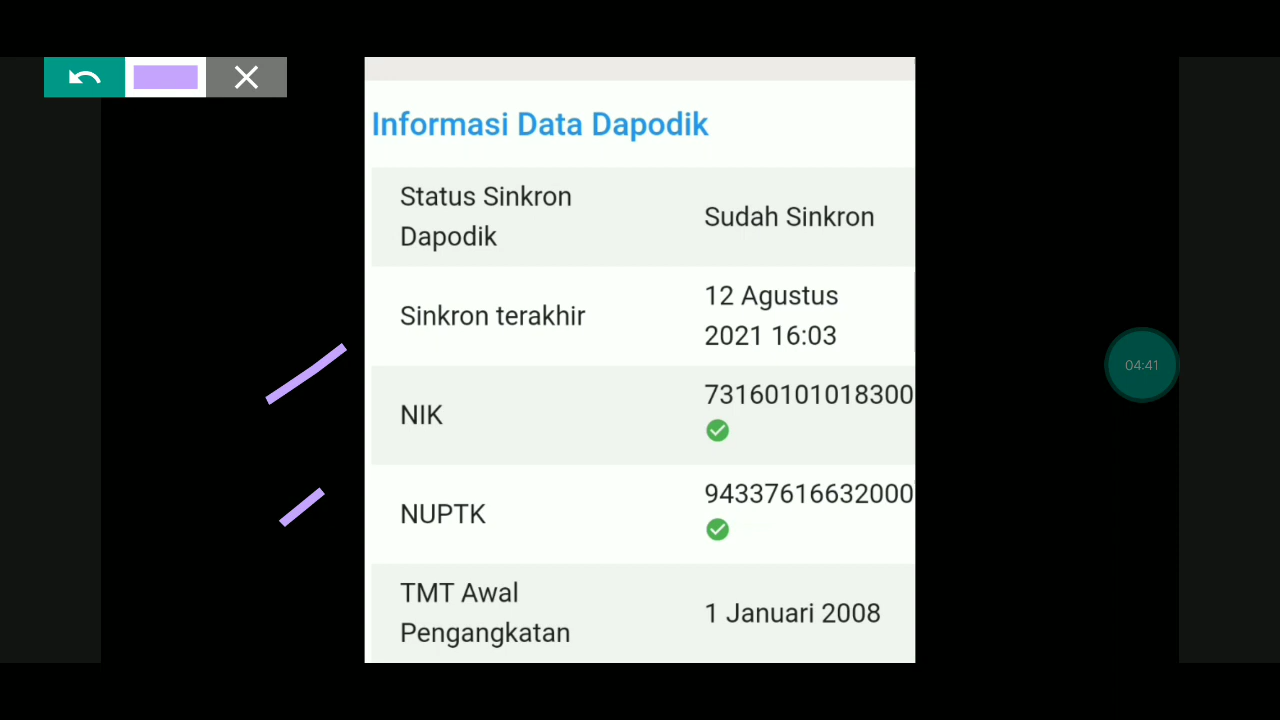 Informasi Data Dapodik
Status Sinkron
Dapodik
Sudah Sinkron
Sinkron terakhir
12 Agustus
2021 16:03
NIK
73160101018300
NUPTK
94337616632000
TMT Awal
Pengangkatan
1 Januari 2008
04:41